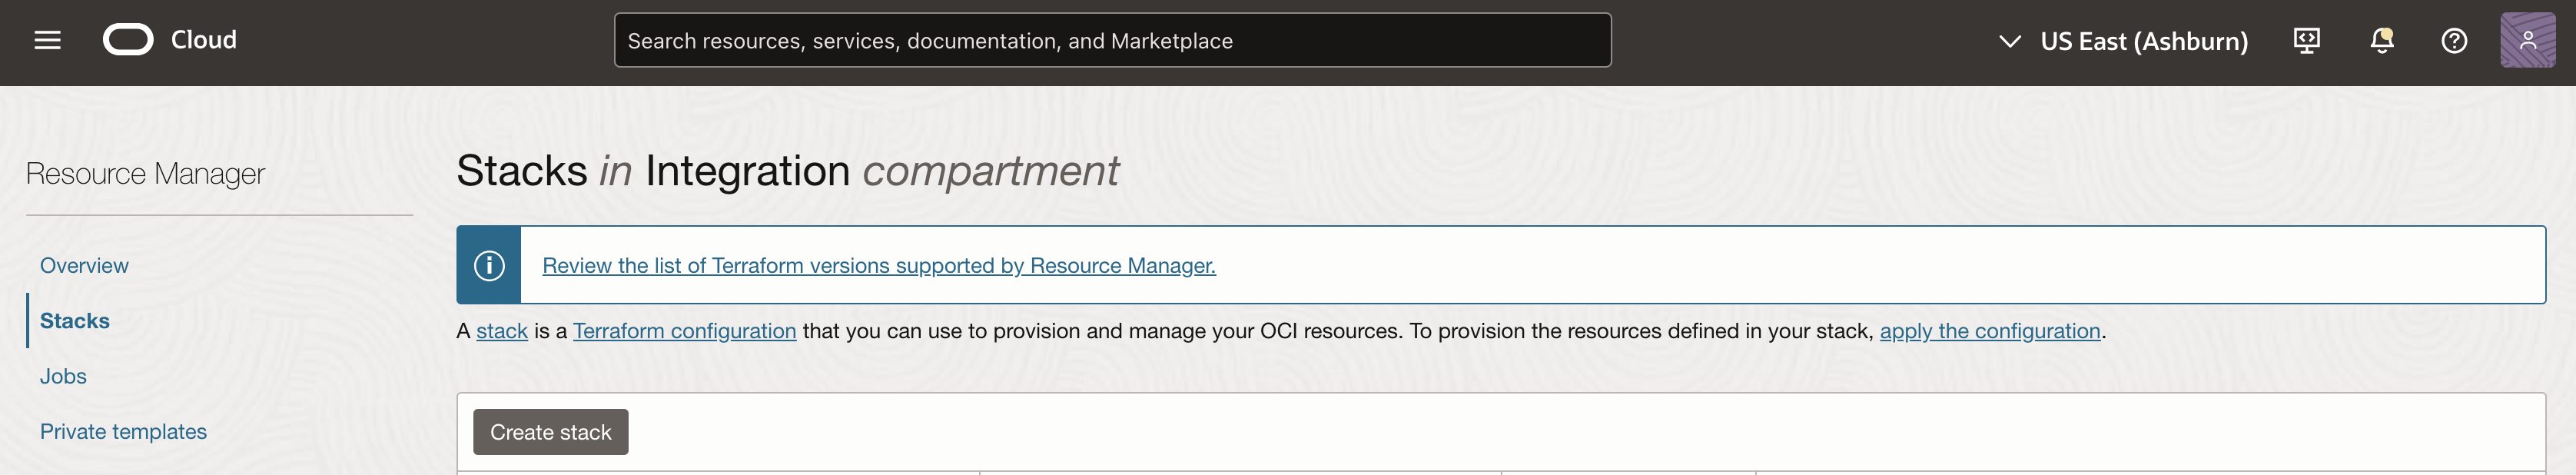 Cloud
Search resources, services, documentation, and Marketplace
US East (Ashburn)
Resource Manager
Overview
Stacks
Jobs
Private templates
Stacks in Integration compartment
Review the list of Terraform versions supported by Resource Manager.
A stack is a Terraform configuration that you can use to provision and manage your OCI resources. To provision the resources defined in your stack, apply the configuration.
Create stack